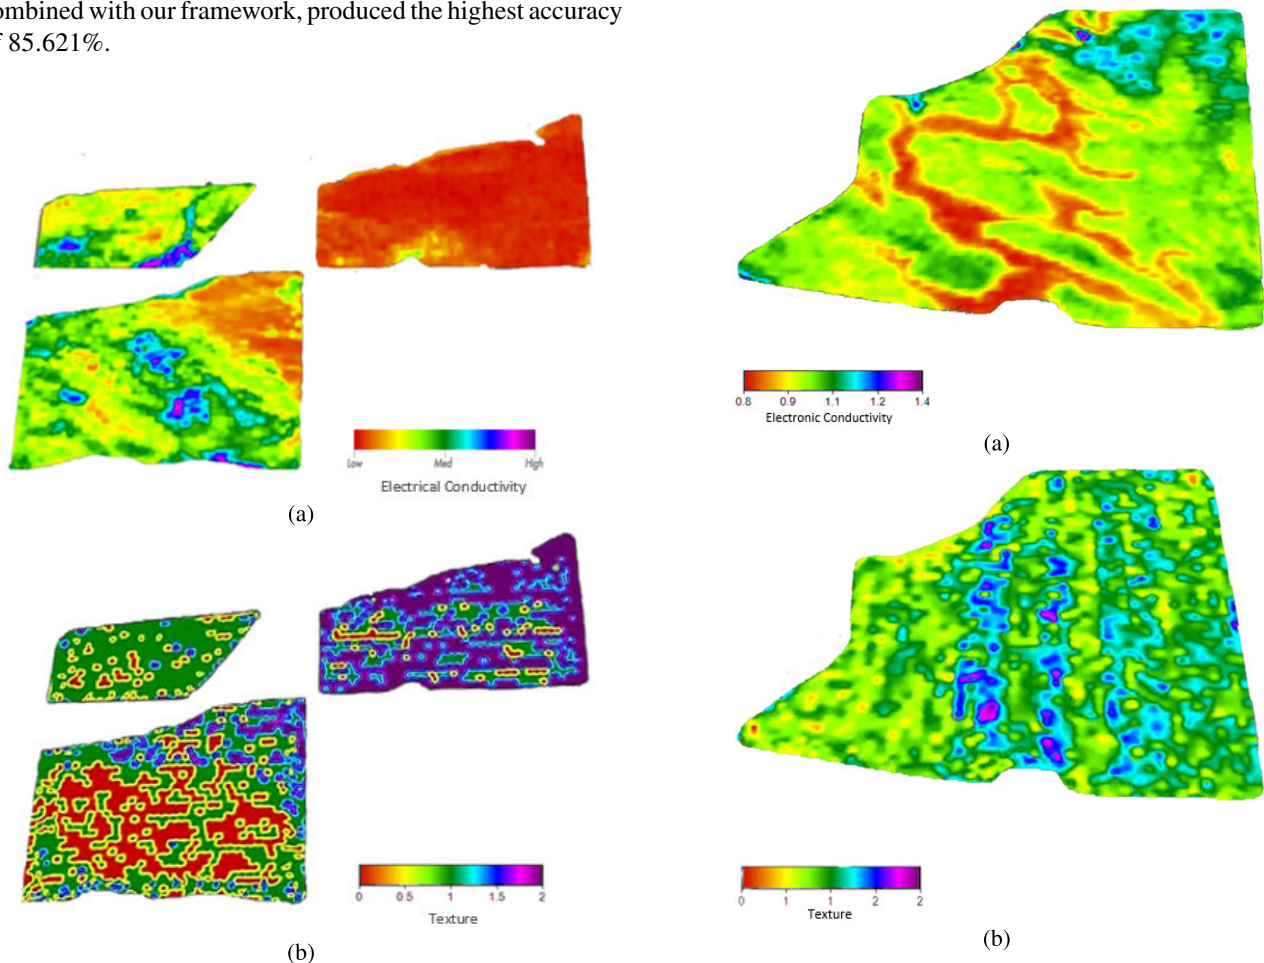 ombined with our framework, produced the highest accuracy
f 85.621%.
Low Med High
Electrical Conductivity
(a)
0 0.5 1 1.5 2
Texture
(b)
0.8 0.9 1.1 1.2 1.4
Electronic Conductivity
(a)
0 1 1 2 2
Texture
(b)